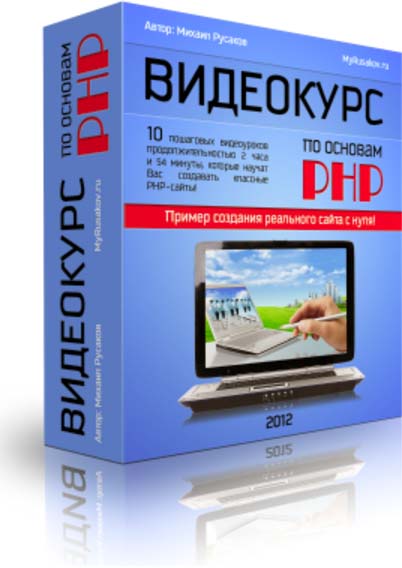 Автор: Михаил Русаков
MyRusakov.ru
ВИДЕОКУРС
10 пошаговых видеоуроков
продолжительностью 2 часа
и 54 минуты, которые научат
Вас создавать классные
PHP-сайты!
по основам
PHP
Пример создания реального сайта с нуля!
2012
ВИДЕОКУРС
по основам
PHP
Автор: Михаил Русаков
MyRusakov.ru